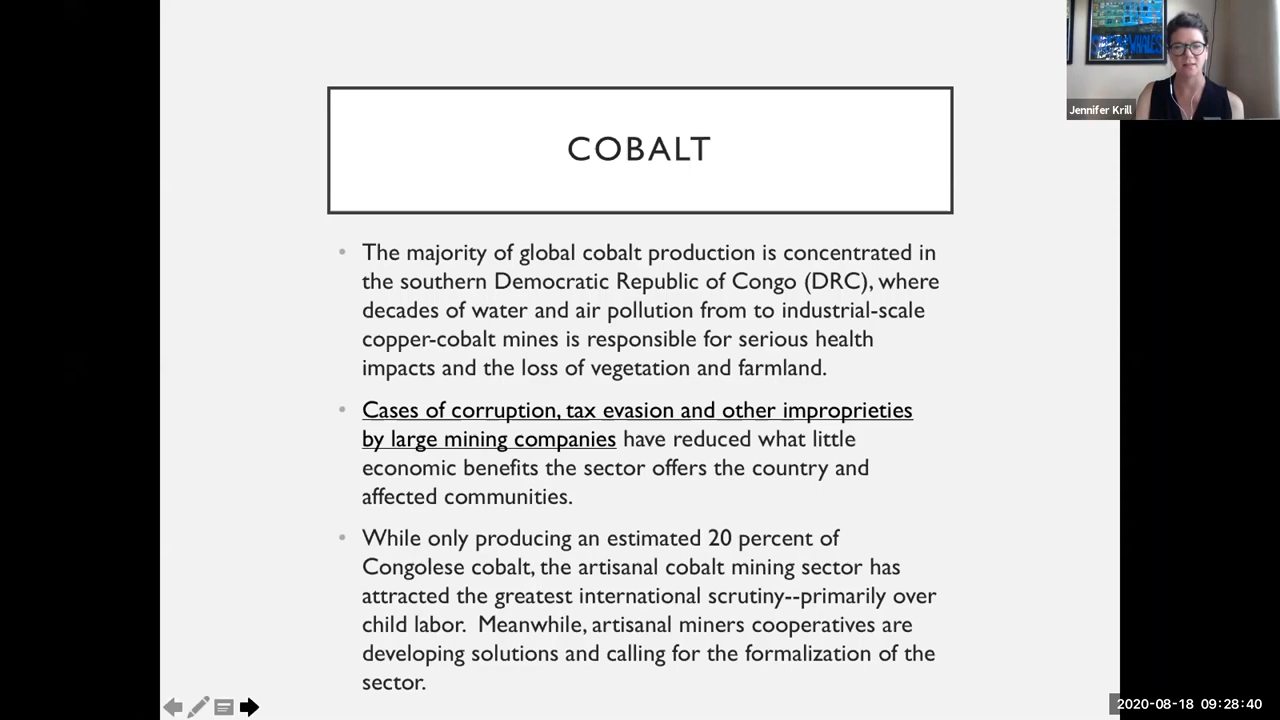 COBALT
• The majority of global cobalt production is concentrated in
the southern Democratic Republic of Congo (DRC), where
decades of water and air pollution from to industrial-scale
copper-cobalt mines is responsible for serious health
impacts and the loss of vegetation and farmland.
• Cases of corruption, tax evasion and other improprieties
by large mining companies have reduced what little
economic benefits the sector offers the country and
affected communities.
• While only producing an estimated 20 percent of
Congolese cobalt, the artisanal cobalt mining sector has
attracted the greatest international scrutiny--primarily over
child labor.  Meanwhile, artisanal miners cooperatives are
developing solutions and calling for the formalization of the
sector.
Jennifer Krill
2020-08-18 09:28:40